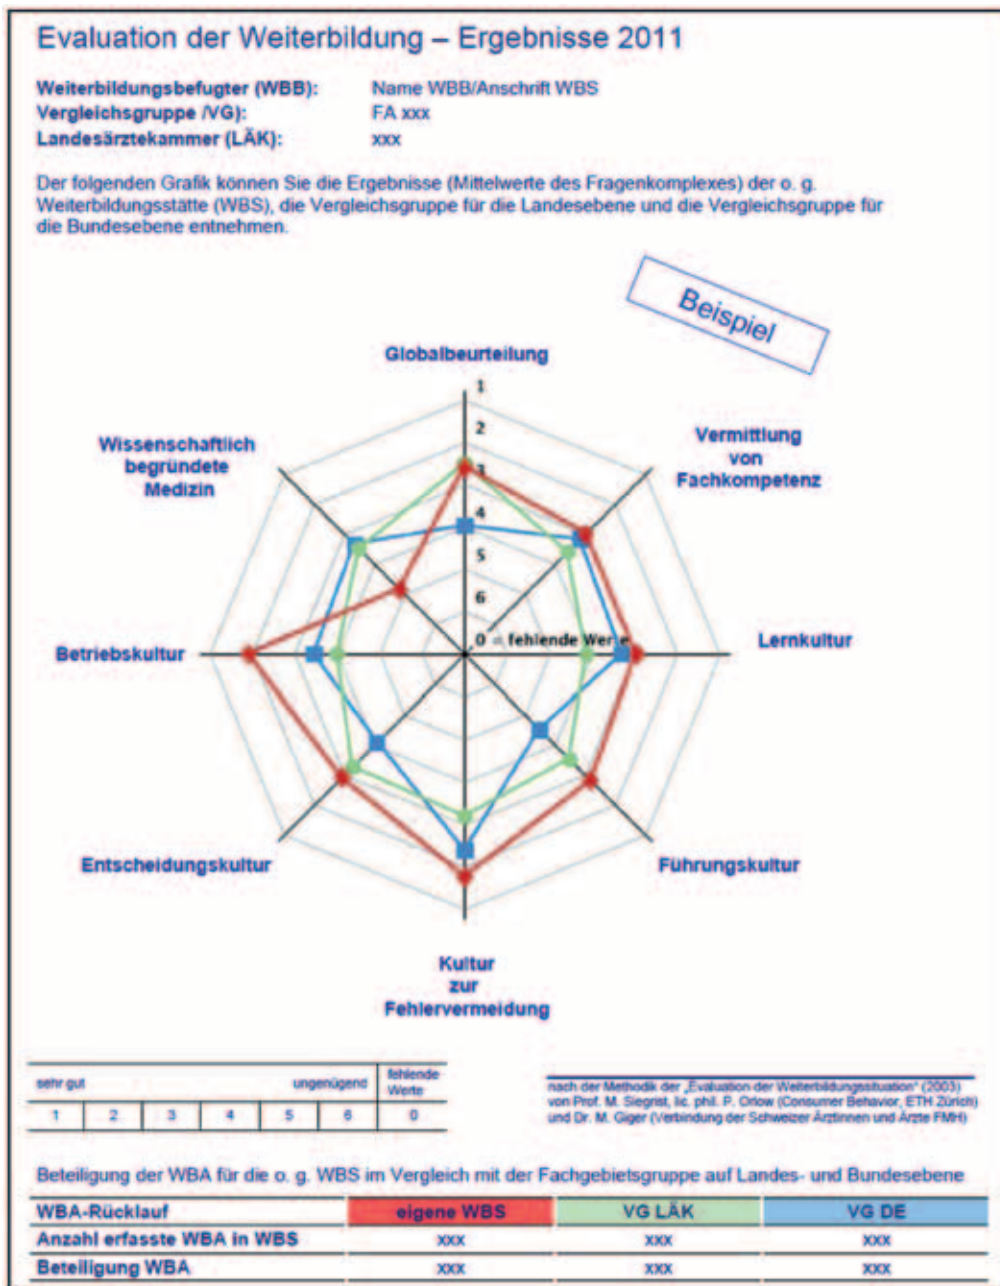 Evaluation der Weiterbildung – Ergebnisse 2011
Weiterbildungsbefugter (WBB): Name WBB/Anschrift WBS
Vergleichsgruppe /VG): FA xxx
Landesärztekammer (LÄK): xxx
Der folgenden Grafik können Sie die Ergebnisse (Mittelwerte des Fragenkomplexes) der o. g.
Weiterbildungsstätte (WBS), die Vergleichsgruppe für die Landesebene und die Vergleichsgruppe für
die Bundesebene entnehmen.
Beispiel
Globalbeurteilung
1
2
3
4
5
6
0 = fehlende Werte
Vermittlung
von
Fachkompetenz
Lernkultur
Führungskultur
Kultur
zur
Fehlervermeidung
Entscheidungskultur
Betriebskultur
Wissenschaftlich
begründete
Medizin
sehr gut ungenügend fehlende
Werte
1 2 3 4 5 6 0
nach der Methodik der „Evaluation der Weiterbildungssituation“ (2003)
von Prof. M. Siegrist, lic. phil. P. Orlow (Consumer Behavior, ETH Zürich)
und Dr. M. Giger (Verbindung der Schweizer Ärztinnen und Ärzte FMH)
Beteiligung der WBA für die o. g. WBS im Vergleich mit der Fachgebietsgruppe auf Landes- und Bundesebene
WBA-Rücklauf eigene WBS VG LÄK VG DE
Anzahl erfasste WBA in WBS xxx xxx xxx
Beteiligung WBA xxx xxx xxx